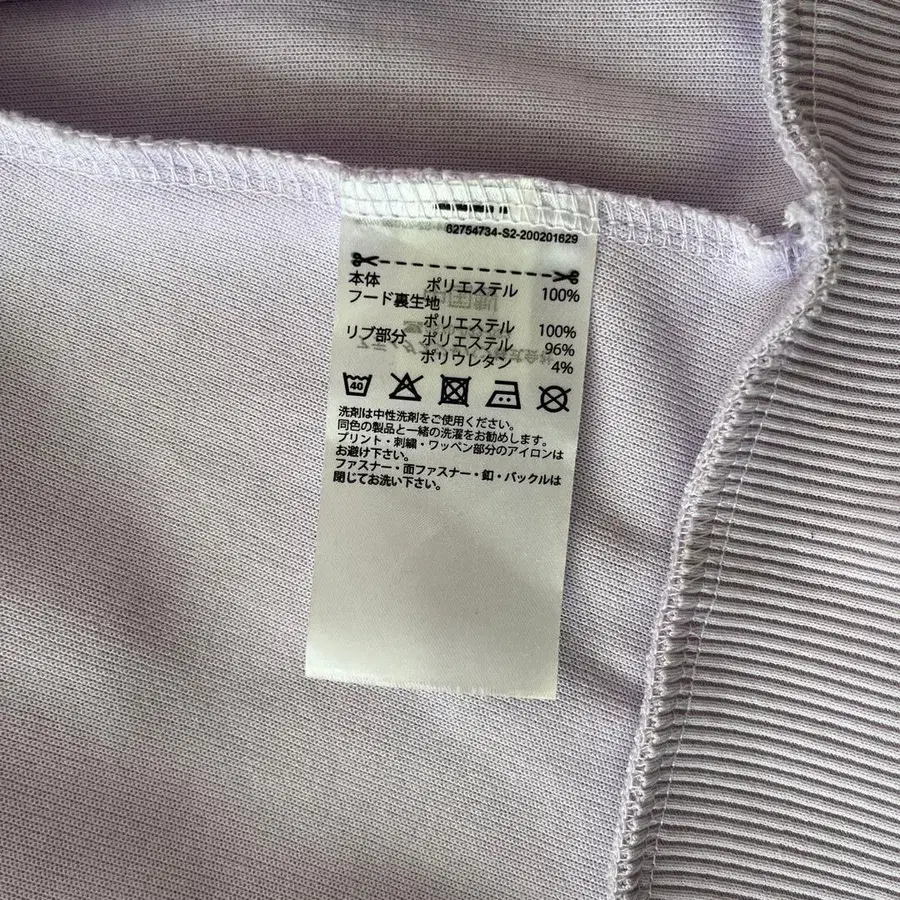 62754734-S2-200201629
本体 ポリエステル 100%
フード裏生地
ポリエステル 100%
リブ部分 ポリエステル 96%
ポリウレタン 4%
40
洗剤は中性洗剤をご使用ください。
同色の製品と一緒の洗濯をお勧めします。
プリント・刺繍・ワッペン部分のアイロンは
お避け下さい。
ファスナー・面ファスナー・釦・バックルは
閉じてお洗い下さい。